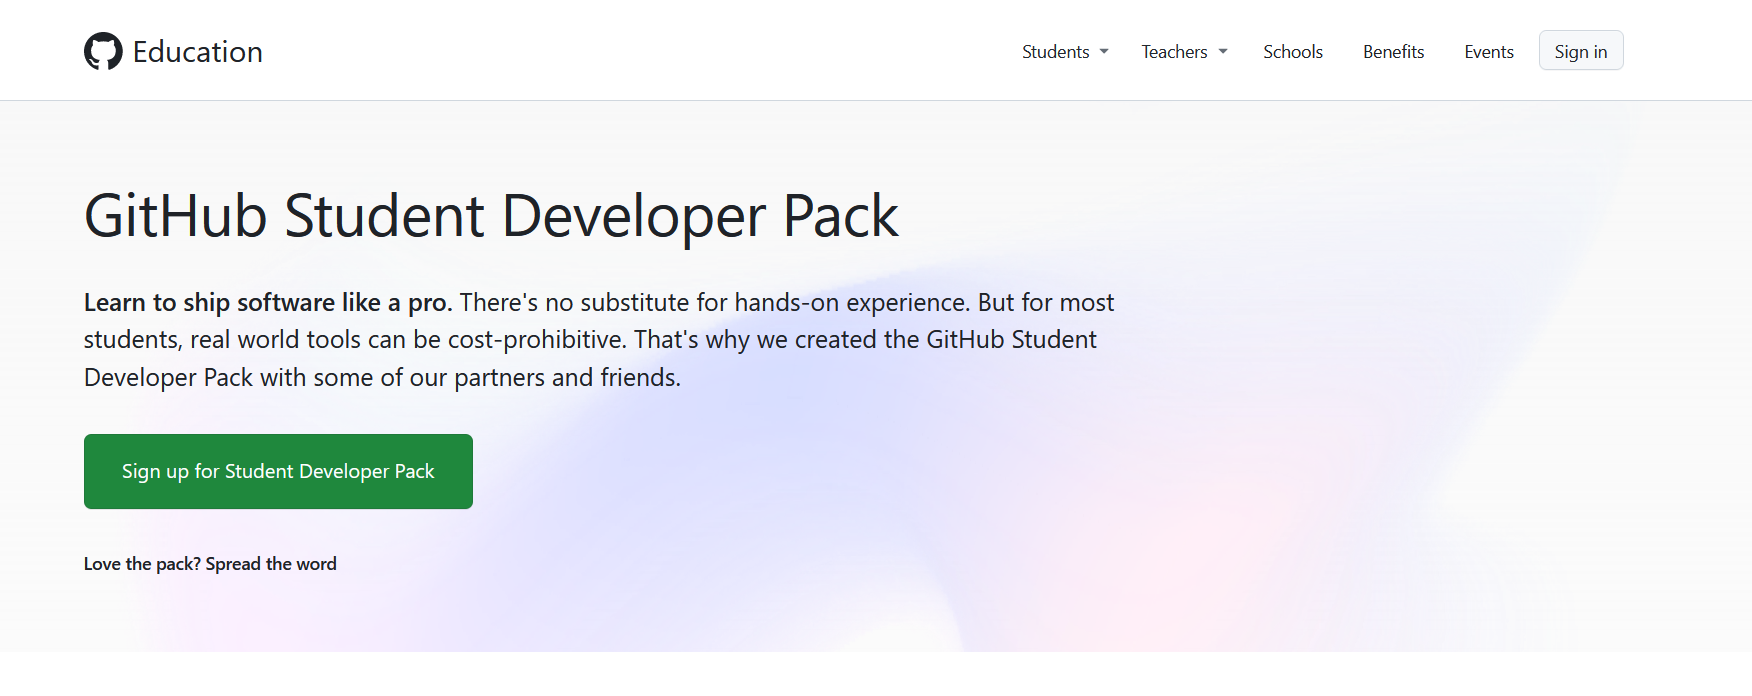 Education
Students
Teachers
Schools
Benefits
Events
Sign in
GitHub Student Developer Pack
Learn to ship software like a pro. There's no substitute for hands-on experience. But for most
students, real world tools can be cost-prohibitive. That's why we created the GitHub Student
Developer Pack with some of our partners and friends.
Sign up for Student Developer Pack
Love the pack? Spread the word